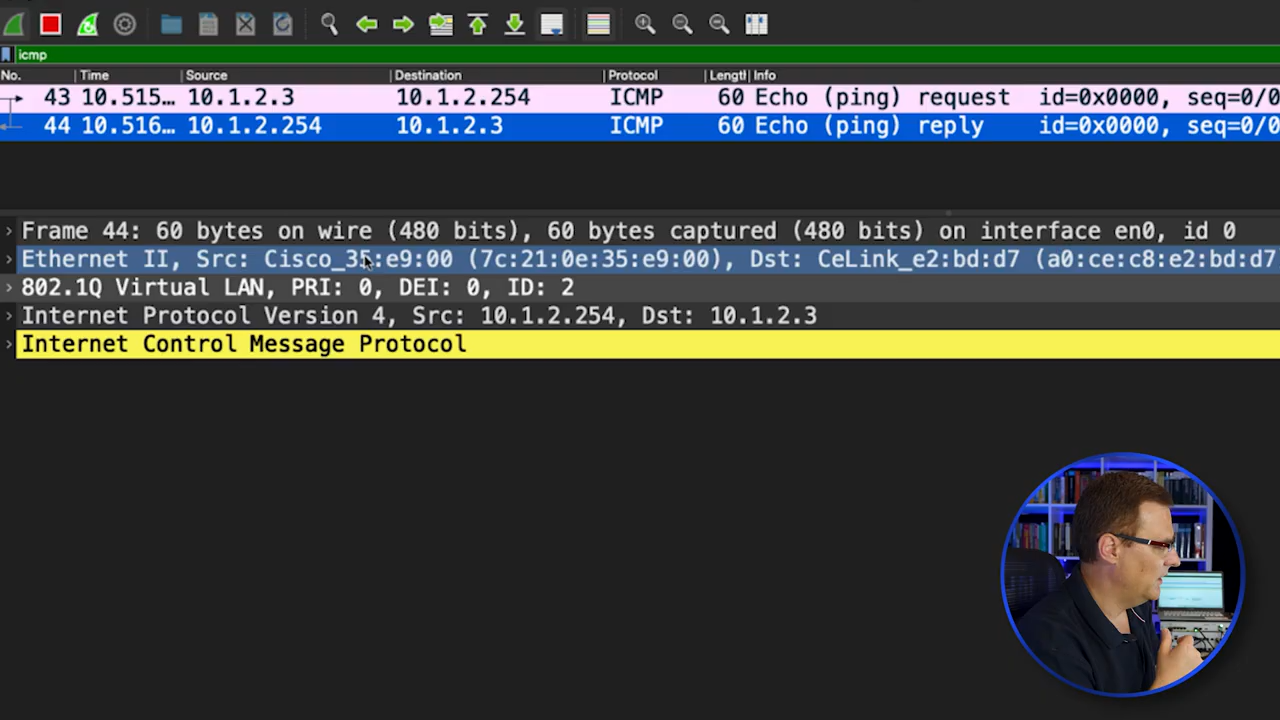 icmp
No. Time Source Destination Protocol Length Info
43 10.515… 10.1.2.3 10.1.2.254 ICMP 60 Echo (ping) request id=0x0000, seq=0/0
44 10.516… 10.1.2.254 10.1.2.3 ICMP 60 Echo (ping) reply id=0x0000, seq=0/0
Frame 44: 60 bytes on wire (480 bits), 60 bytes captured (480 bits) on interface en0, id 0
Ethernet II, Src: Cisco_35:e9:00 (7c:21:0e:35:e9:00), Dst: CeLink_e2:bd:d7 (a0:ce:c8:e2:bd:d7
802.1Q Virtual LAN, PRI: 0, DEI: 0, ID: 2
Internet Protocol Version 4, Src: 10.1.2.254, Dst: 10.1.2.3
Internet Control Message Protocol